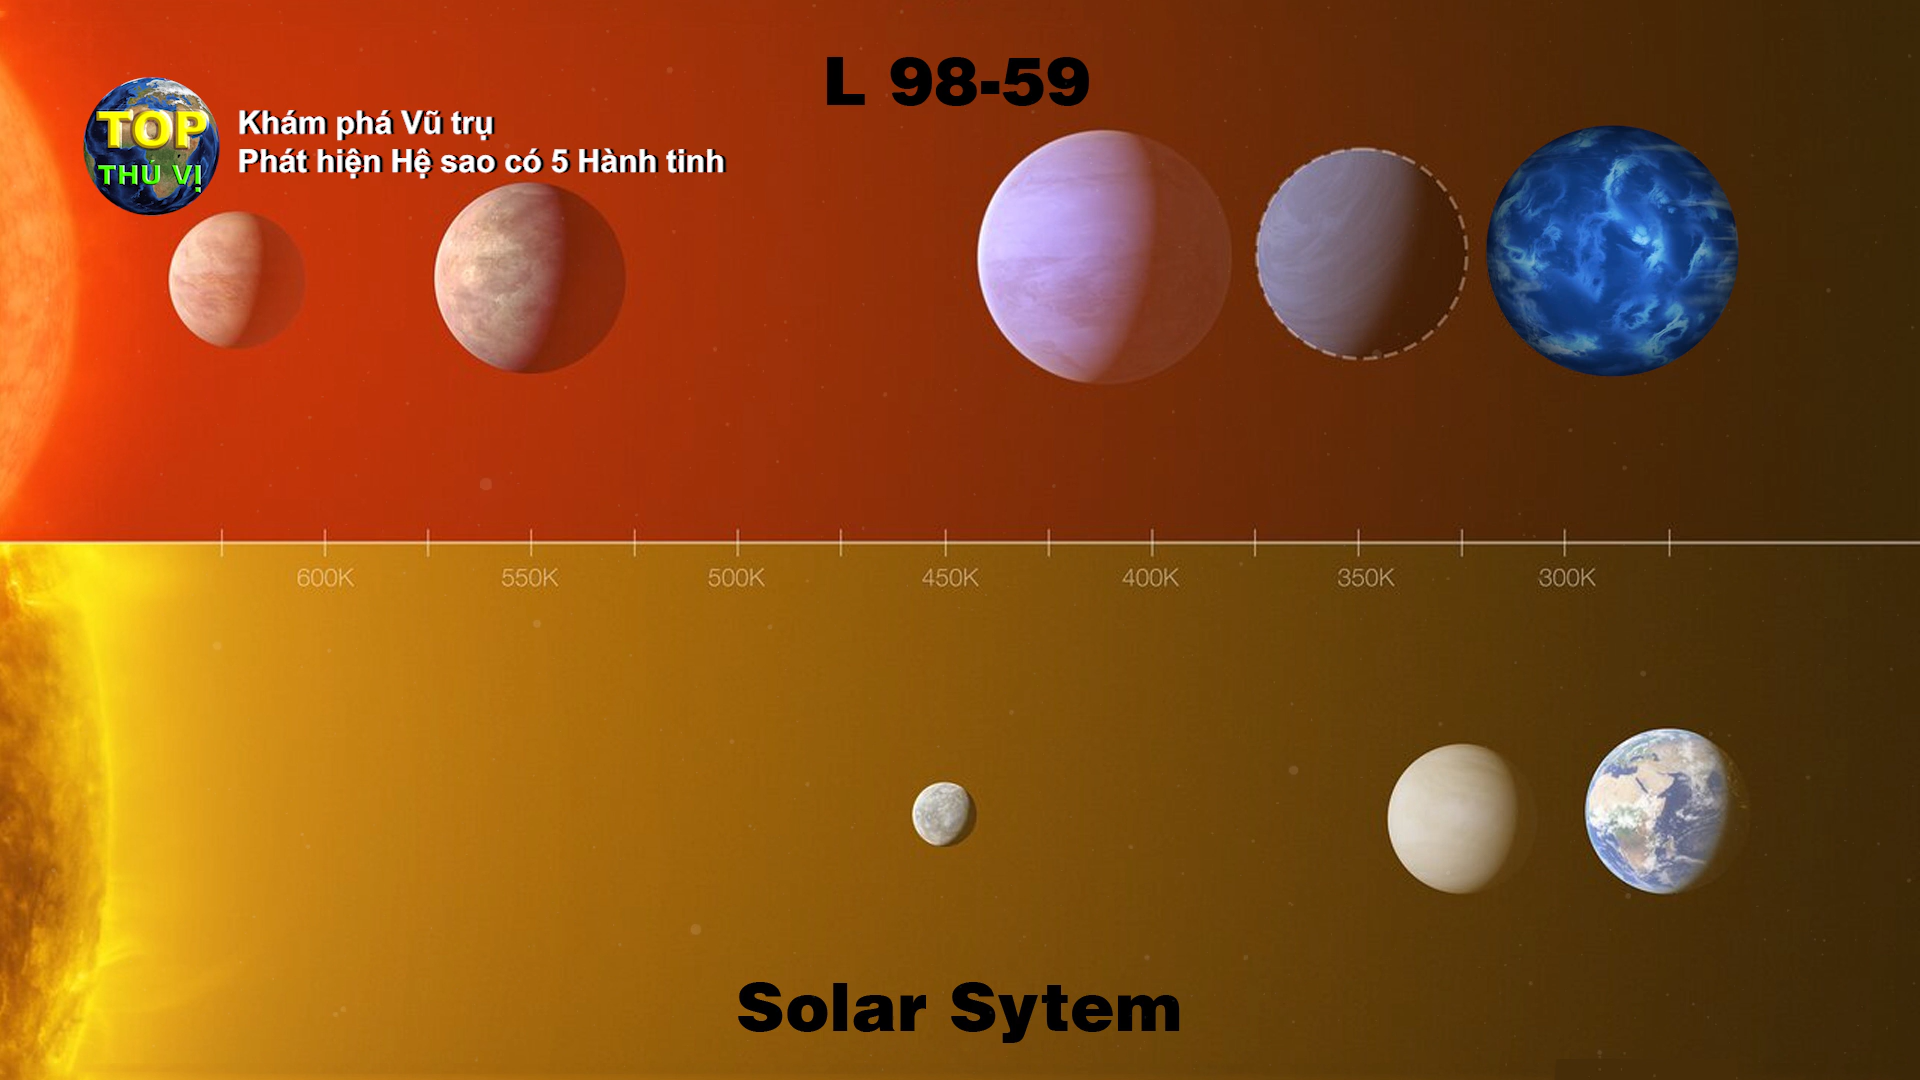 L 98-59
TOP
THÚ VỊ
Khám phá Vũ trụ
Phát hiện Hệ sao có 5 Hành tinh
600K 550K 500K 450K 400K 350K 300K
Solar Sytem